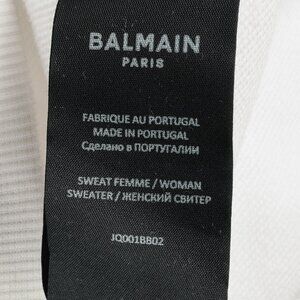 BALMAIN
PARIS
FABRIQUE AU PORTUGAL
MADE IN PORTUGAL
Сделано в ПОРТУГАЛИИ
SWEAT FEMME / WOMAN
SWEATER / ЖЕНСКИЙ СВИТЕР
JQ001BB02